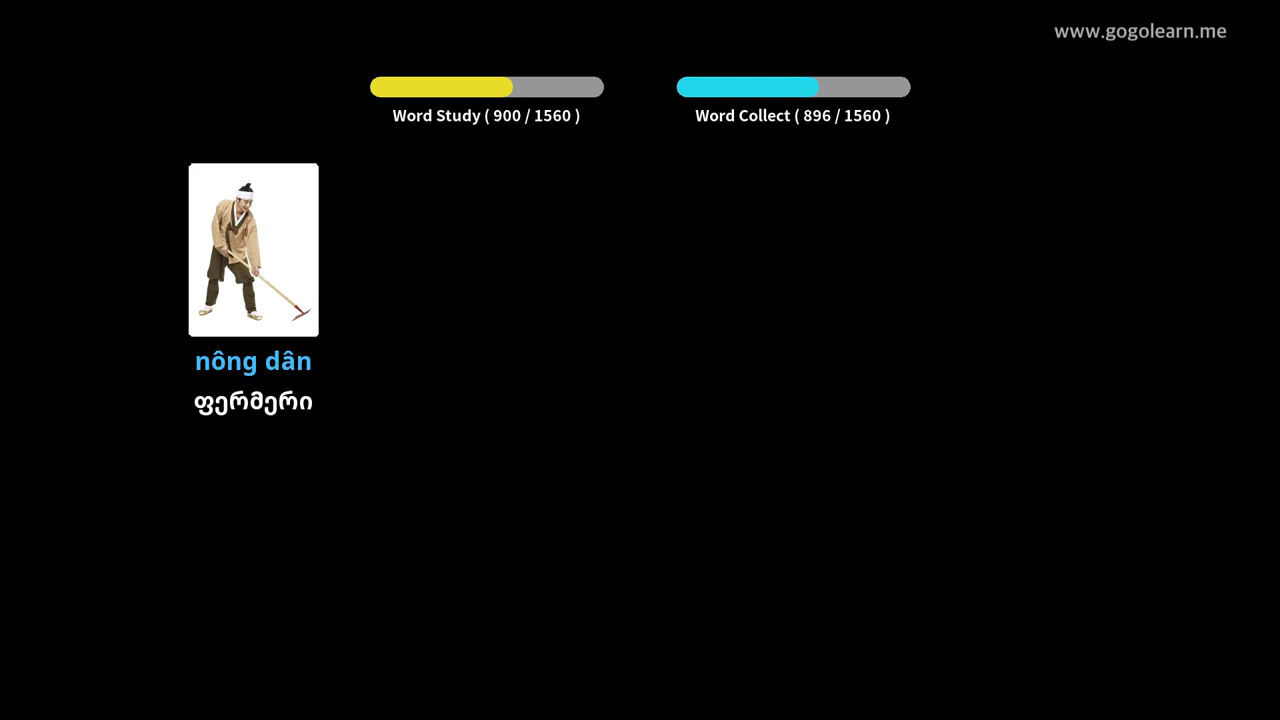 www.gogolearn.me
Word Study ( 900 / 1560 )
Word Collect ( 896 / 1560 )
nông dân
ფერმერი